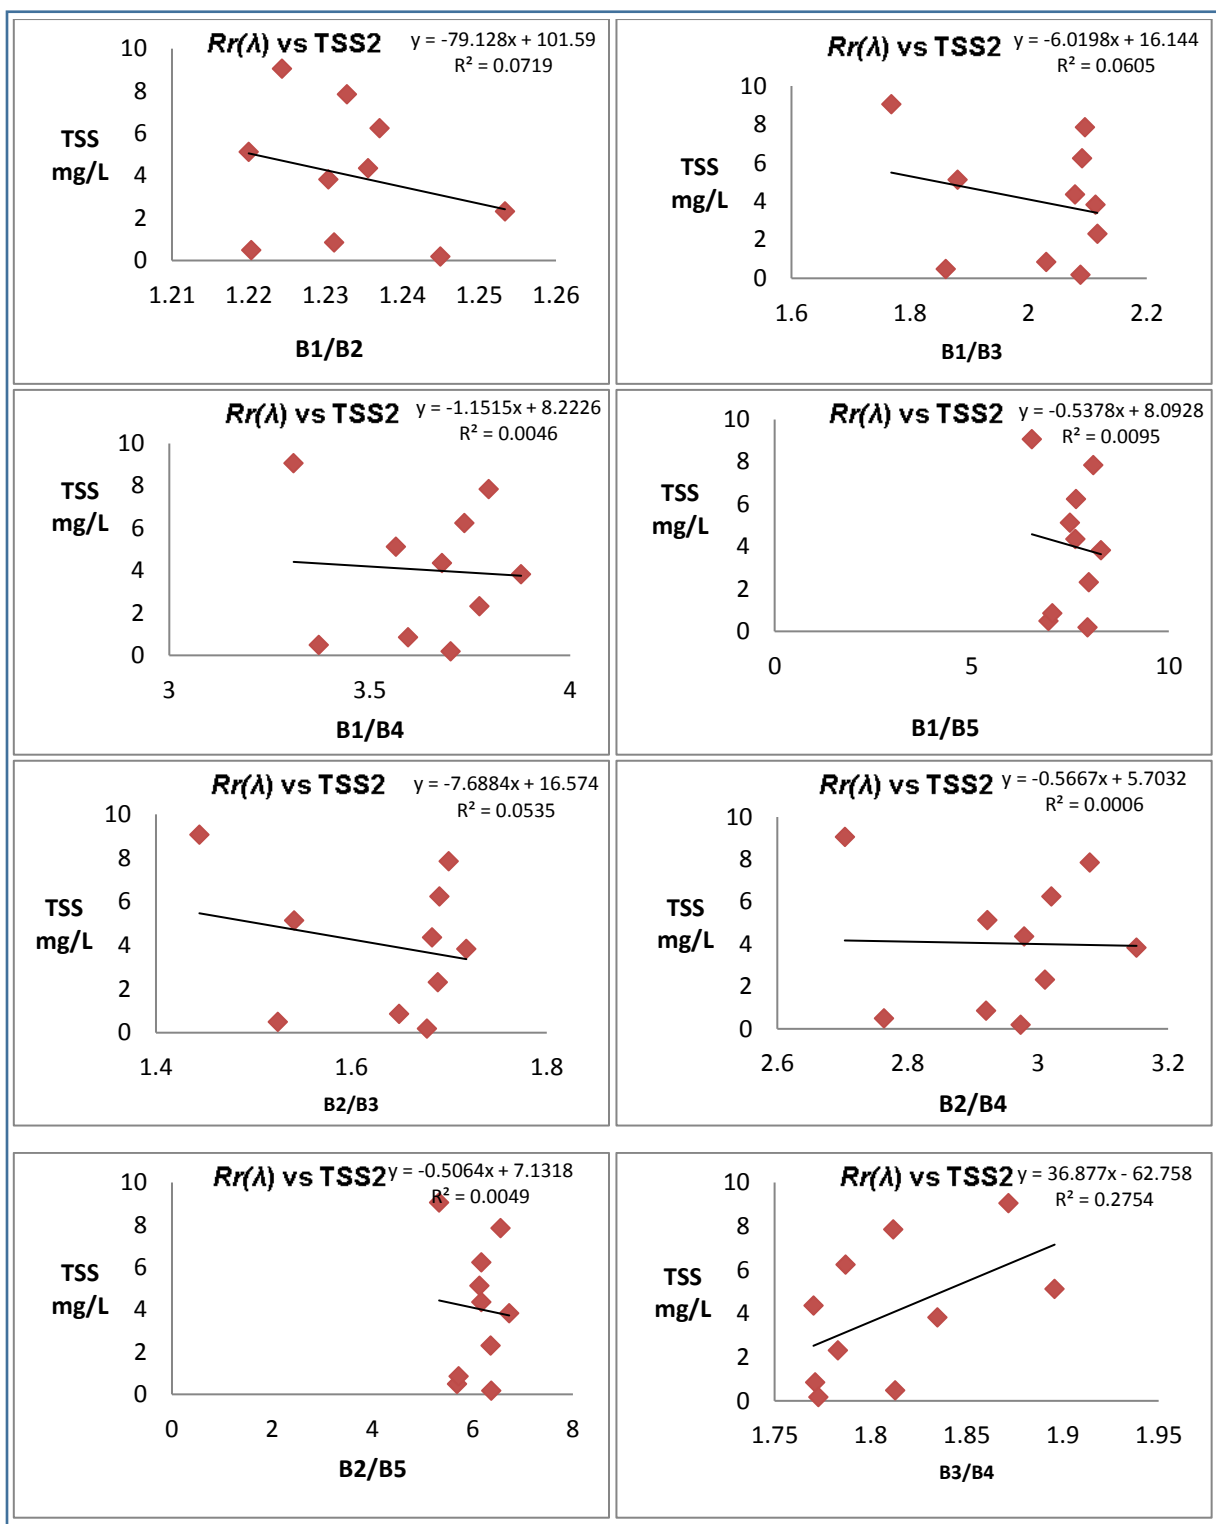 Rr(λ) vs TSS2
y = -79.128x + 101.59
R² = 0.0719
10
8
6
4
2
0
TSS
mg/L
1.21 1.22 1.23 1.24 1.25 1.26
B1/B2
Rr(λ) vs TSS2
y = -6.0198x + 16.144
R² = 0.0605
10
8
6
4
2
0
TSS
mg/L
1.6 1.8 2 2.2
B1/B3
Rr(λ) vs TSS2
y = -1.1515x + 8.2226
R² = 0.0046
10
8
6
4
2
0
TSS
mg/L
3 3.5 4
B1/B4
Rr(λ) vs TSS2
y = -0.5378x + 8.0928
R² = 0.0095
10
8
6
4
2
0
TSS
mg/L
0 5 10
B1/B5
Rr(λ) vs TSS2
y = -7.6884x + 16.574
R² = 0.0535
10
8
6
4
2
0
TSS
mg/L
1.4 1.6 1.8
B2/B3
Rr(λ) vs TSS2
y = -0.5667x + 5.7032
R² = 0.0006
10
8
6
4
2
0
TSS
mg/L
2.6 2.8 3 3.2
B2/B4
Rr(λ) vs TSS2
y = -0.5064x + 7.1318
R² = 0.0049
10
8
6
4
2
0
TSS
mg/L
0 2 4 6 8
B2/B5
Rr(λ) vs TSS2
y = 36.877x - 62.758
R² = 0.2754
10
8
6
4
2
0
TSS
mg/L
1.75 1.8 1.85 1.9 1.95
B3/B4